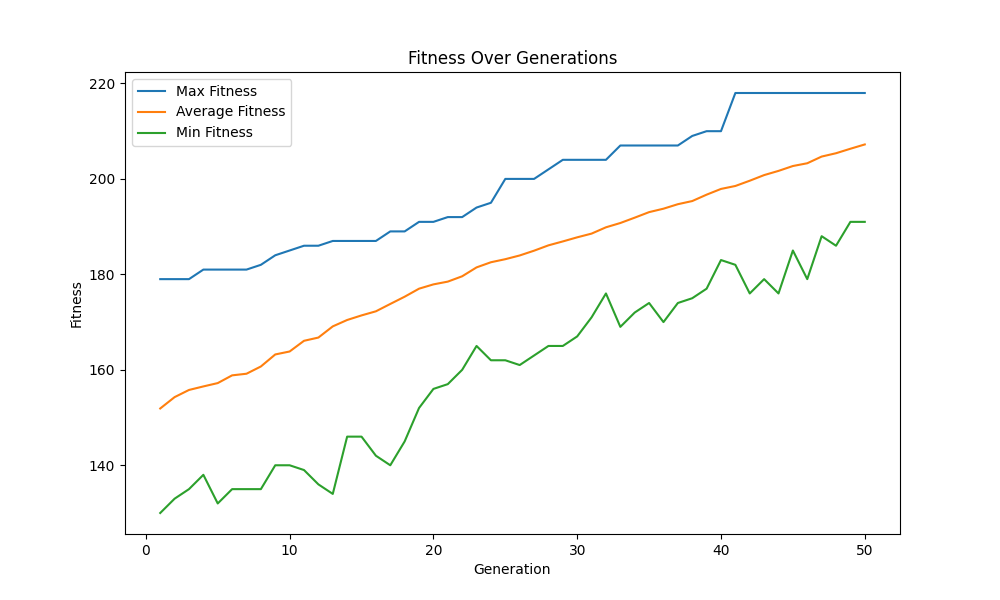 Fitness Over Generations
Max Fitness
Average Fitness
Min Fitness
220
200
180
160
140
Fitness
0 10 20 30 40 50
Generation